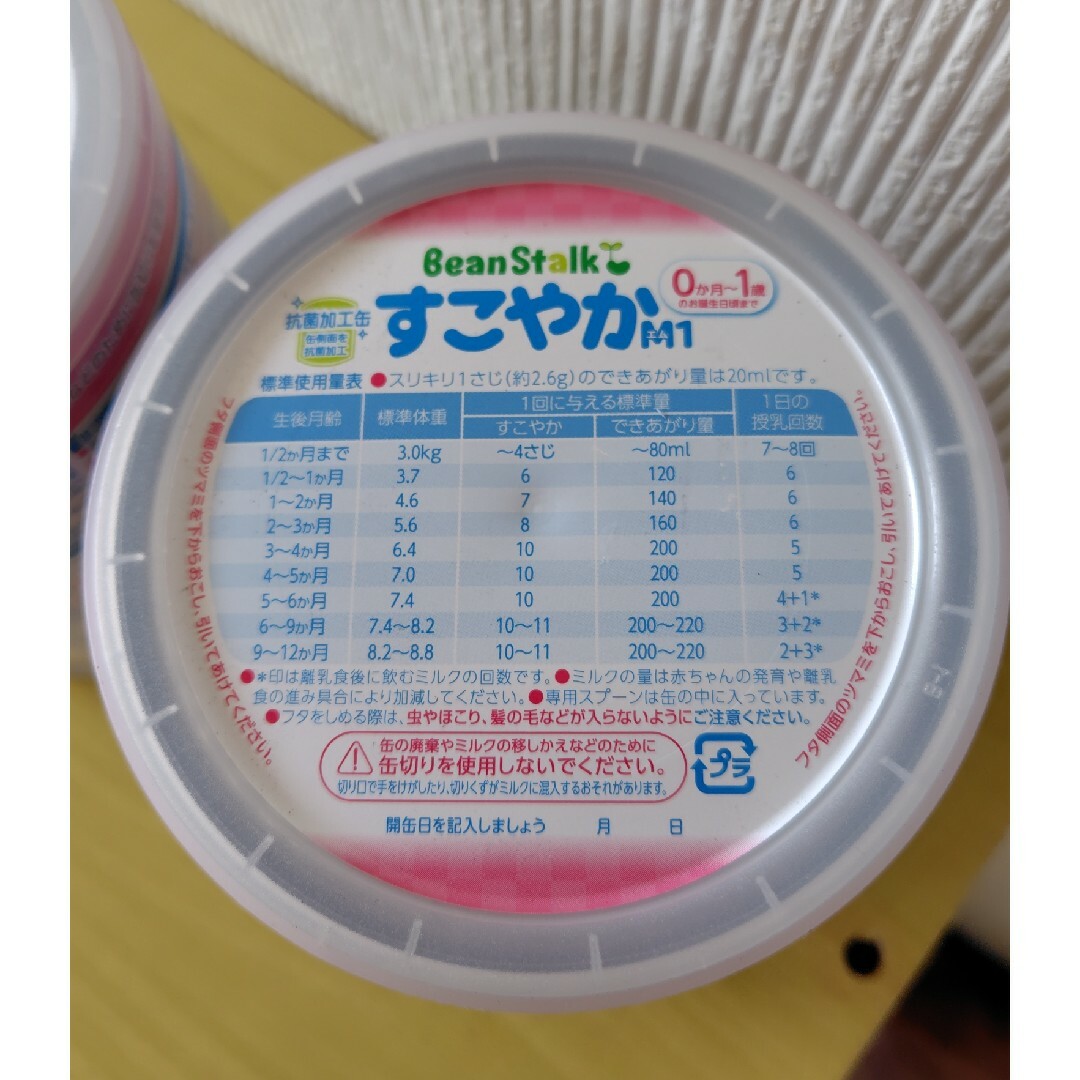 BeanStalk
0か月〜1歳
のお誕生日頃まで
抗菌加工缶
缶側面を
抗菌加工
すこやかM1
エム
標準使用量表 ●スリキリ1さじ(約2.6g)のできあがり量は20mlです。
生後月齢 標準体重 1回に与える標準量 1日の授乳回数
すこやか できあがり量
1/2か月まで 3.0kg 〜4さじ 〜80ml 7〜8回
1/2〜1か月 3.7 6 120 6
1〜2か月 4.6 7 140 6
2〜3か月 5.6 8 160 6
3〜4か月 6.4 10 200 5
4〜5か月 7.0 10 200 5
5〜6か月 7.4 10 200 4+1*
6〜9か月 7.4〜8.2 10〜11 200〜220 3+2*
9〜12か月 8.2〜8.8 10〜11 200〜220 2+3*
●*印は離乳食後に飲むミルクの回数です。●ミルクの量は赤ちゃんの発育や離乳
食の進み具合により加減してください。●専用スプーンは缶の中に入っています。
●フタをしめる際は、虫やほこり、髪の毛などが入らないようにご注意ください。
缶の廃棄やミルクの移しかえなどのために
缶切りを使用しないでください。
切り口で手をけがしたり、切りくずがミルクに混入するおそれがあります。
プラ
開缶日を記入しましょう 月 日
フタ側面のツマミを下からおこし、引いてあけてください。
フタ側面のツマミを下からおこし、引いてあけてください。